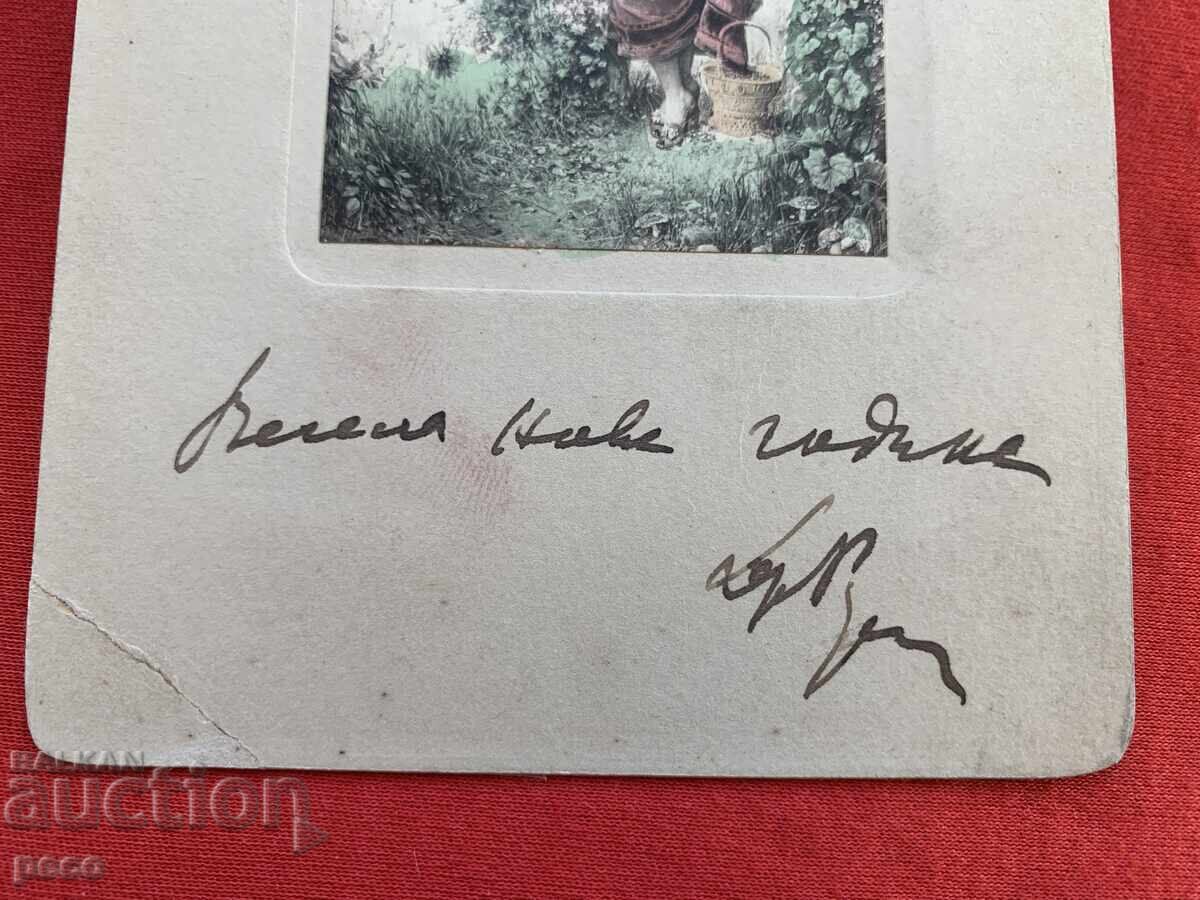 Весела Нова година
BALKAN
auction
peco